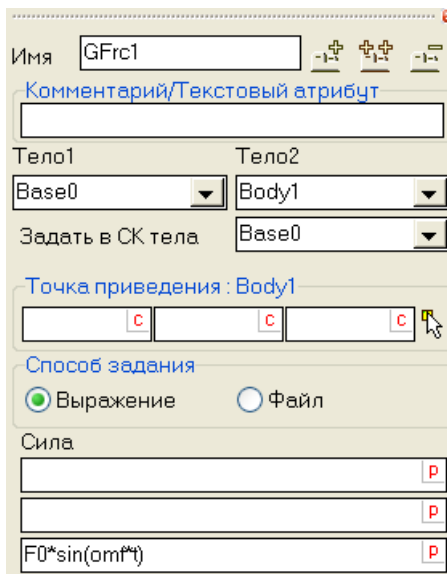 Имя GFrc1
Комментарий/Текстовый атрибут
Тело1 Тело2
Base0 Body1
Задать в СК тела Base0
Точка приведения : Body1
C C C
Способ задания
Выражение Файл
Сила
P
P
F0*sin(omf*t) P